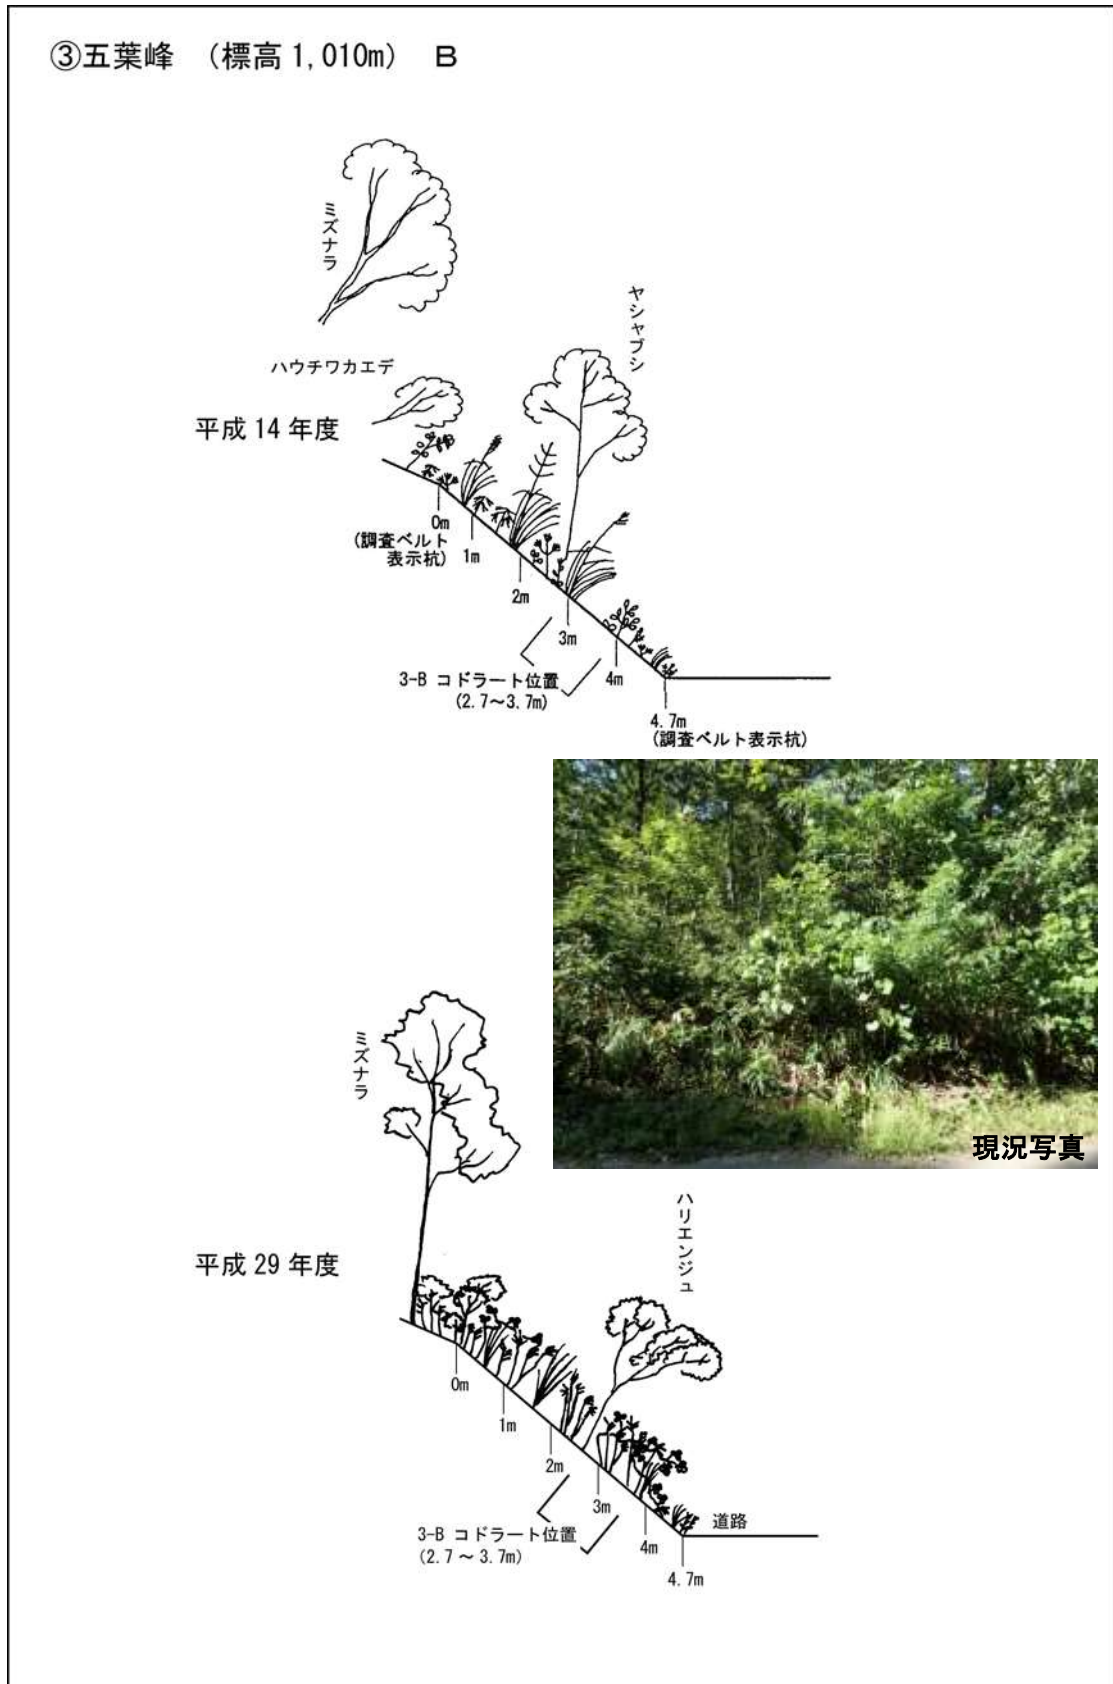 ③五葉峰　（標高1,010m）　B
ミズナラ
ヤシャブシ
ハウチワカエデ
平成14年度
0m
(調査ベルト
表示杭)
1m
2m
3m
3-B コドラート位置
(2.7～3.7m)
4m
4.7m
(調査ベルト表示杭)
現況写真
ミズナラ
ハリエンジュ
平成29年度
0m
1m
2m
3m
道路
3-B コドラート位置
(2.7～3.7m)
4m
4.7m